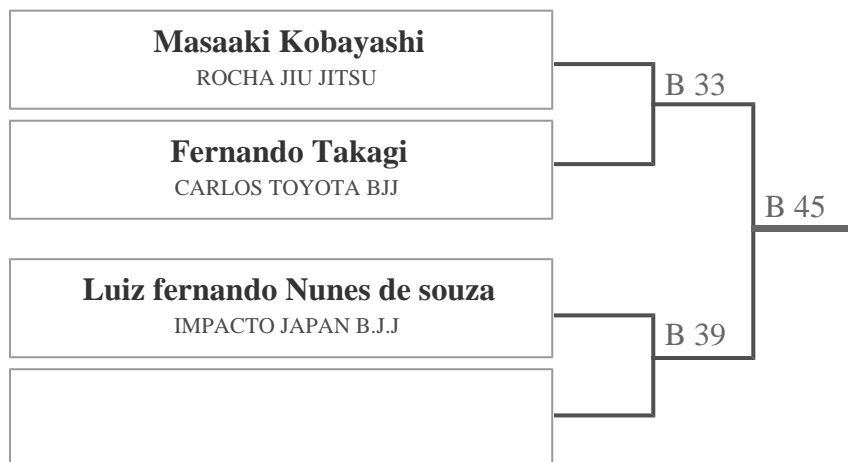 Masaaki Kobayashi
ROCHA JIU JITSU
B 33
Fernando Takagi
CARLOS TOYOTA BJJ
B 45
Luiz fernando Nunes de souza
IMPACTO JAPAN B.J.J
B 39